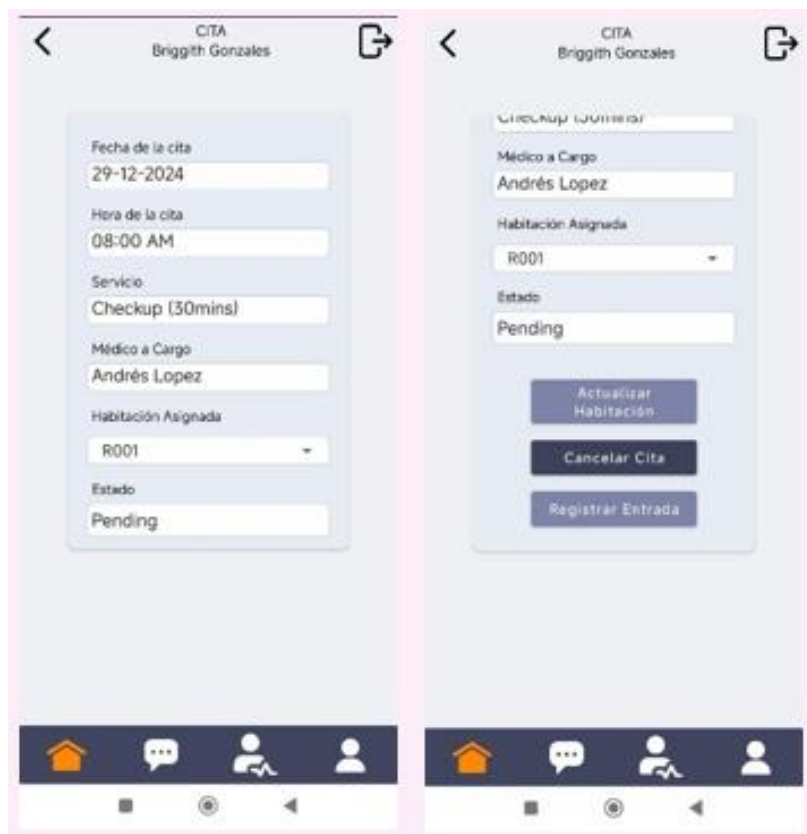 CITA
Briggith Gonzales
Fecha de la cita
29-12-2024
Hora de la cita
08:00 AM
Servicio
Checkup (30mins)
Médico a Cargo
Andrés Lopez
Habitación Asignada
R001
Estado
Pending
CITA
Briggith Gonzales
Checkup (30mins)
Médico a Cargo
Andrés Lopez
Habitación Asignada
R001
Estado
Pending
Actualizar
Habitación
Cancelar Cita
Registrar Entrada